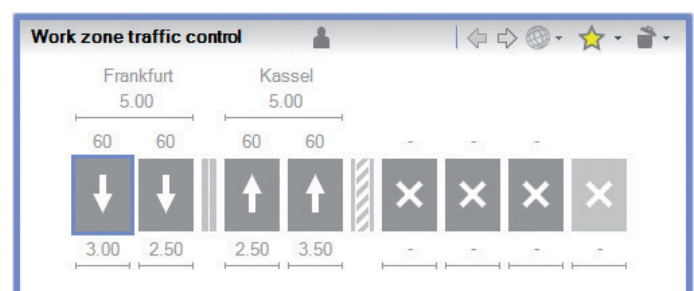 Work zone traffic control
Frankfurt Kassel
5.00 5.00
60 60 60 60 - - -
3.00 2.50 2.50 3.50 - - - -